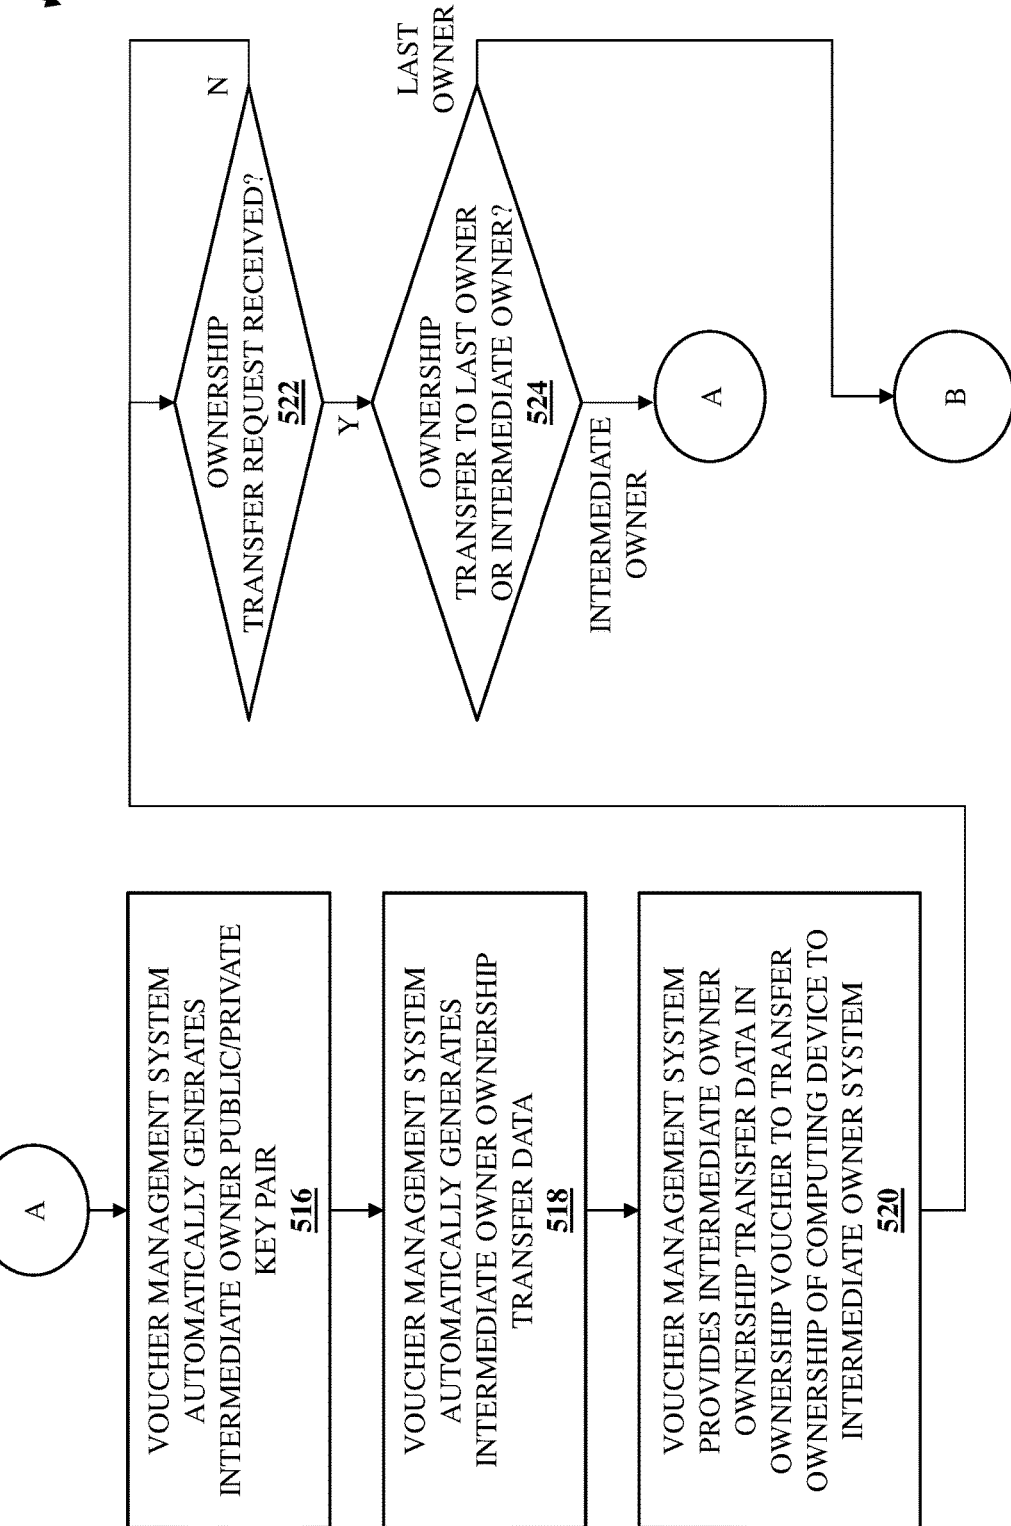 A
VOUCHER MANAGEMENT SYSTEM
AUTOMATICALLY GENERATES
INTERMEDIATE OWNER PUBLIC/PRIVATE
KEY PAIR
516
VOUCHER MANAGEMENT SYSTEM
AUTOMATICALLY GENERATES
INTERMEDIATE OWNER OWNERSHIP
TRANSFER DATA
518
VOUCHER MANAGEMENT SYSTEM
PROVIDES INTERMEDIATE OWNER
OWNERSHIP TRANSFER DATA IN
OWNERSHIP VOUCHER TO TRANSFER
OWNERSHIP OF COMPUTING DEVICE TO
INTERMEDIATE OWNER SYSTEM
520
OWNERSHIP
TRANSFER REQUEST RECEIVED?
522
N
Y
OWNERSHIP
TRANSFER TO LAST OWNER
OR INTERMEDIATE OWNER?
524
LAST
OWNER
INTERMEDIATE
OWNER
A
B